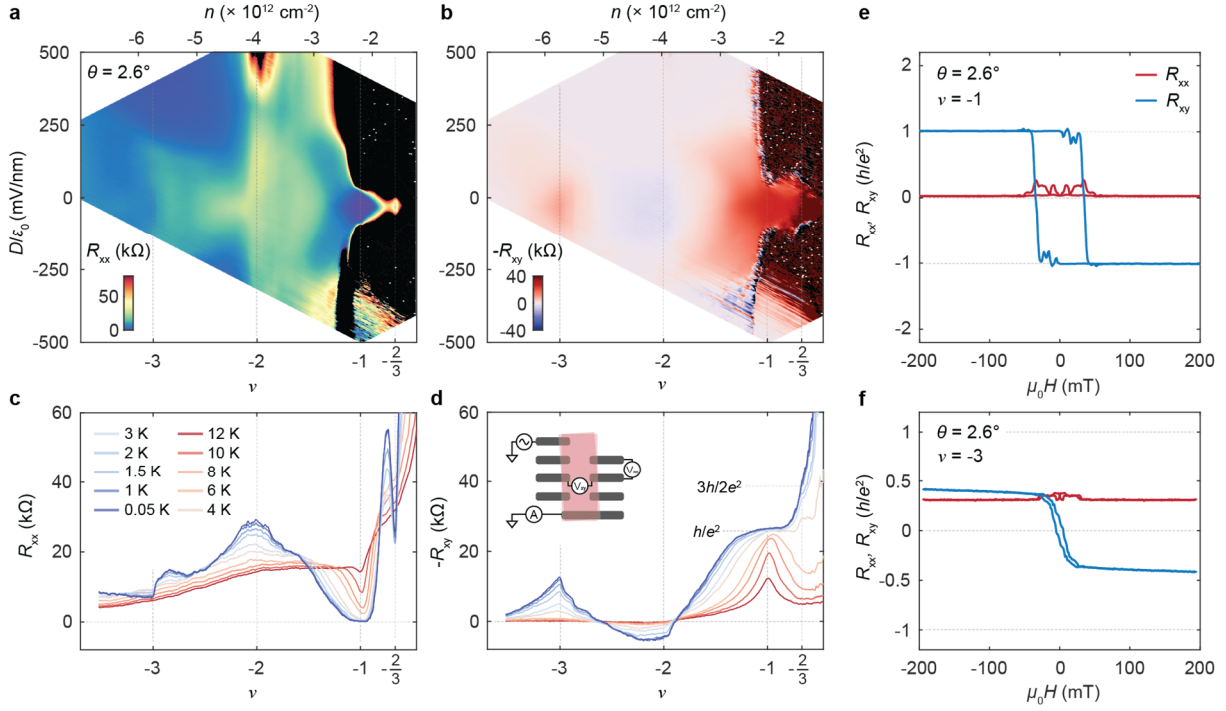 a
n (× 10¹² cm⁻²)
-6 -5 -4 -3 -2 -1
θ = 2.6°
500
250
0
-250
-500
D/ε₀ (mV/nm)
Rxx (kΩ)
50
0
-3 -2 -1 -2/3
ν
b
n (× 10¹² cm⁻²)
-6 -5 -4 -3 -2 -1
500
250
0
-250
-500
-Rxy (kΩ)
40
0
-40
-3 -2 -1 -2/3
ν
e
θ = 2.6°
ν = -1
Rxx
Rxy
2
1
0
-1
-2
Rxx, Rxy (h/e²)
-200 -100 0 100 200
μ₀H (mT)
c
60
40
20
0
Rxx (kΩ)
3 K 12 K
2 K 10 K
1.5 K 8 K
1 K 6 K
0.05 K 4 K
-3 -2 -1 -2/3
ν
d
60
40
20
0
-Rxy (kΩ)
Vxx
Vxy
A
3h/2e²
h/e²
-3 -2 -1 -2/3
ν
f
θ = 2.6°
ν = -3
1
0.5
0
-0.5
-1
Rxx, Rxy (h/e²)
-200 -100 0 100 200
μ₀H (mT)